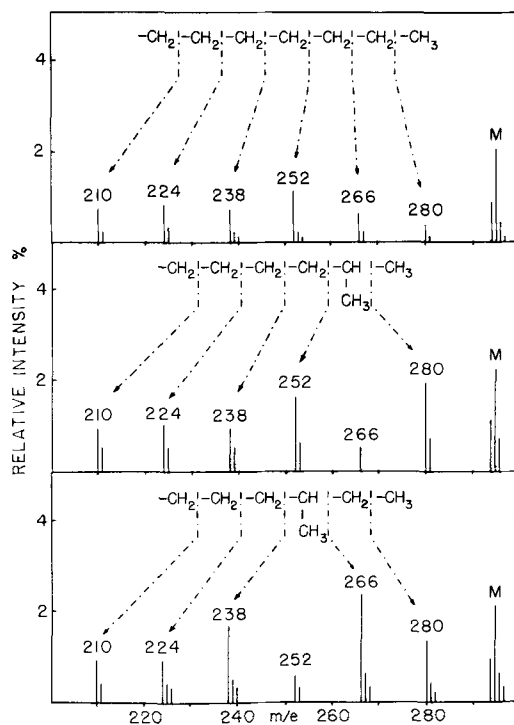 -CH2-CH2-CH2-CH2-CH2-CH2-CH3
4
M
2
252
210
224
238
266
280
-CH2-CH2-CH2-CH2-CH-CH3
4
CH3
M
280
2
252
210
224
238
266
-CH2-CH2-CH2-CH-CH2-CH3
4
CH3
M
266
2
238
280
210
224
252
220
240
m/e
260
280
RELATIVE INTENSITY %